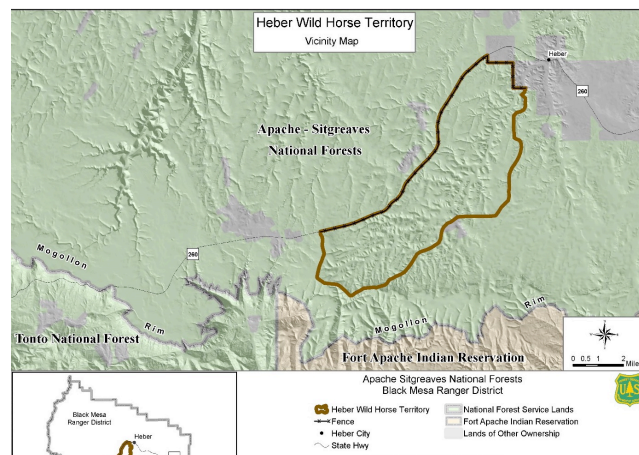 Heber Wild Horse Territory
Vicinity Map
Heber
260
Apache - Sitgreaves
National Forests
260
Mogollon
Rim
Tonto National Forest
Mogollon
Rim
Fort Apache Indian Reservation
0 0.5 1 2
Mile
Apache Sitgreaves National Forests
Black Mesa Ranger District
Heber Wild Horse Territory
Fence
Heber City
State Hwy
National Forest Service Lands
Fort Apache Indian Reservation
Lands of Other Ownership
Black Mesa
Ranger District
Heber
UAS